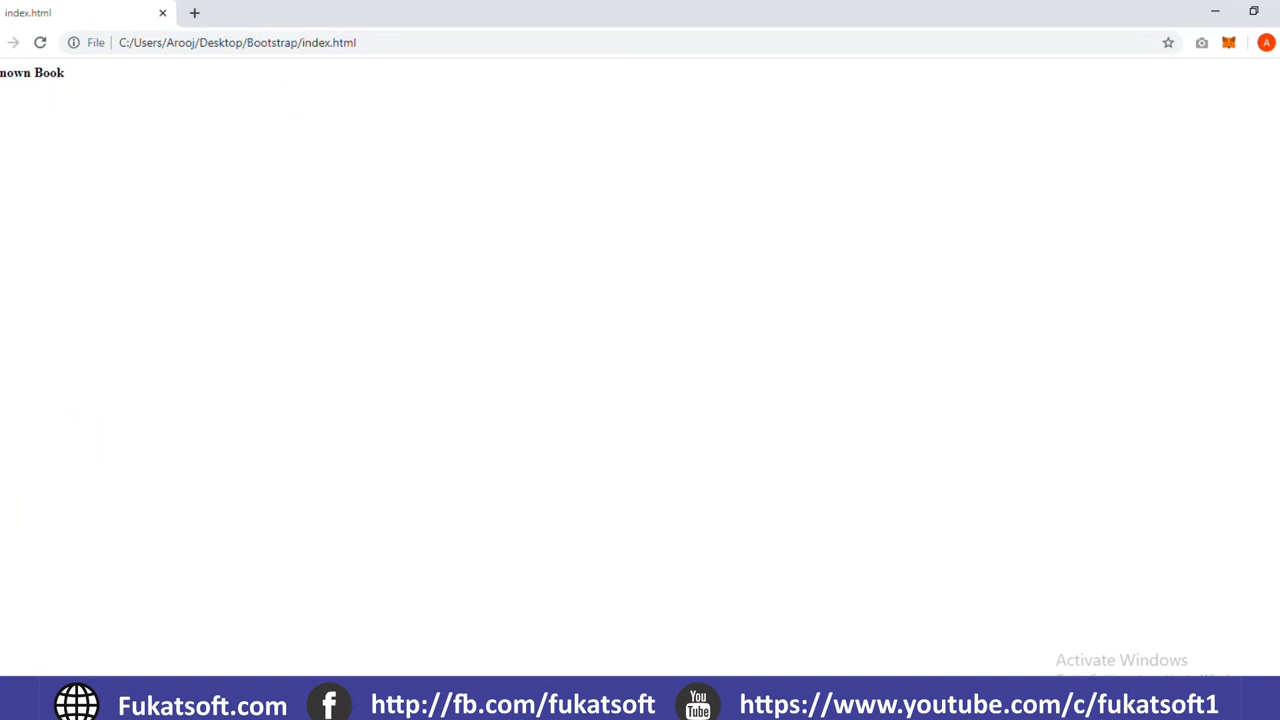 index.html
File C:/Users/Arooj/Desktop/Bootstrap/index.html
A
nown Book
Activate Windows
Fukatsoft.com
f http://fb.com/fukatsoft
You Tube https://www.youtube.com/c/fukatsoft1